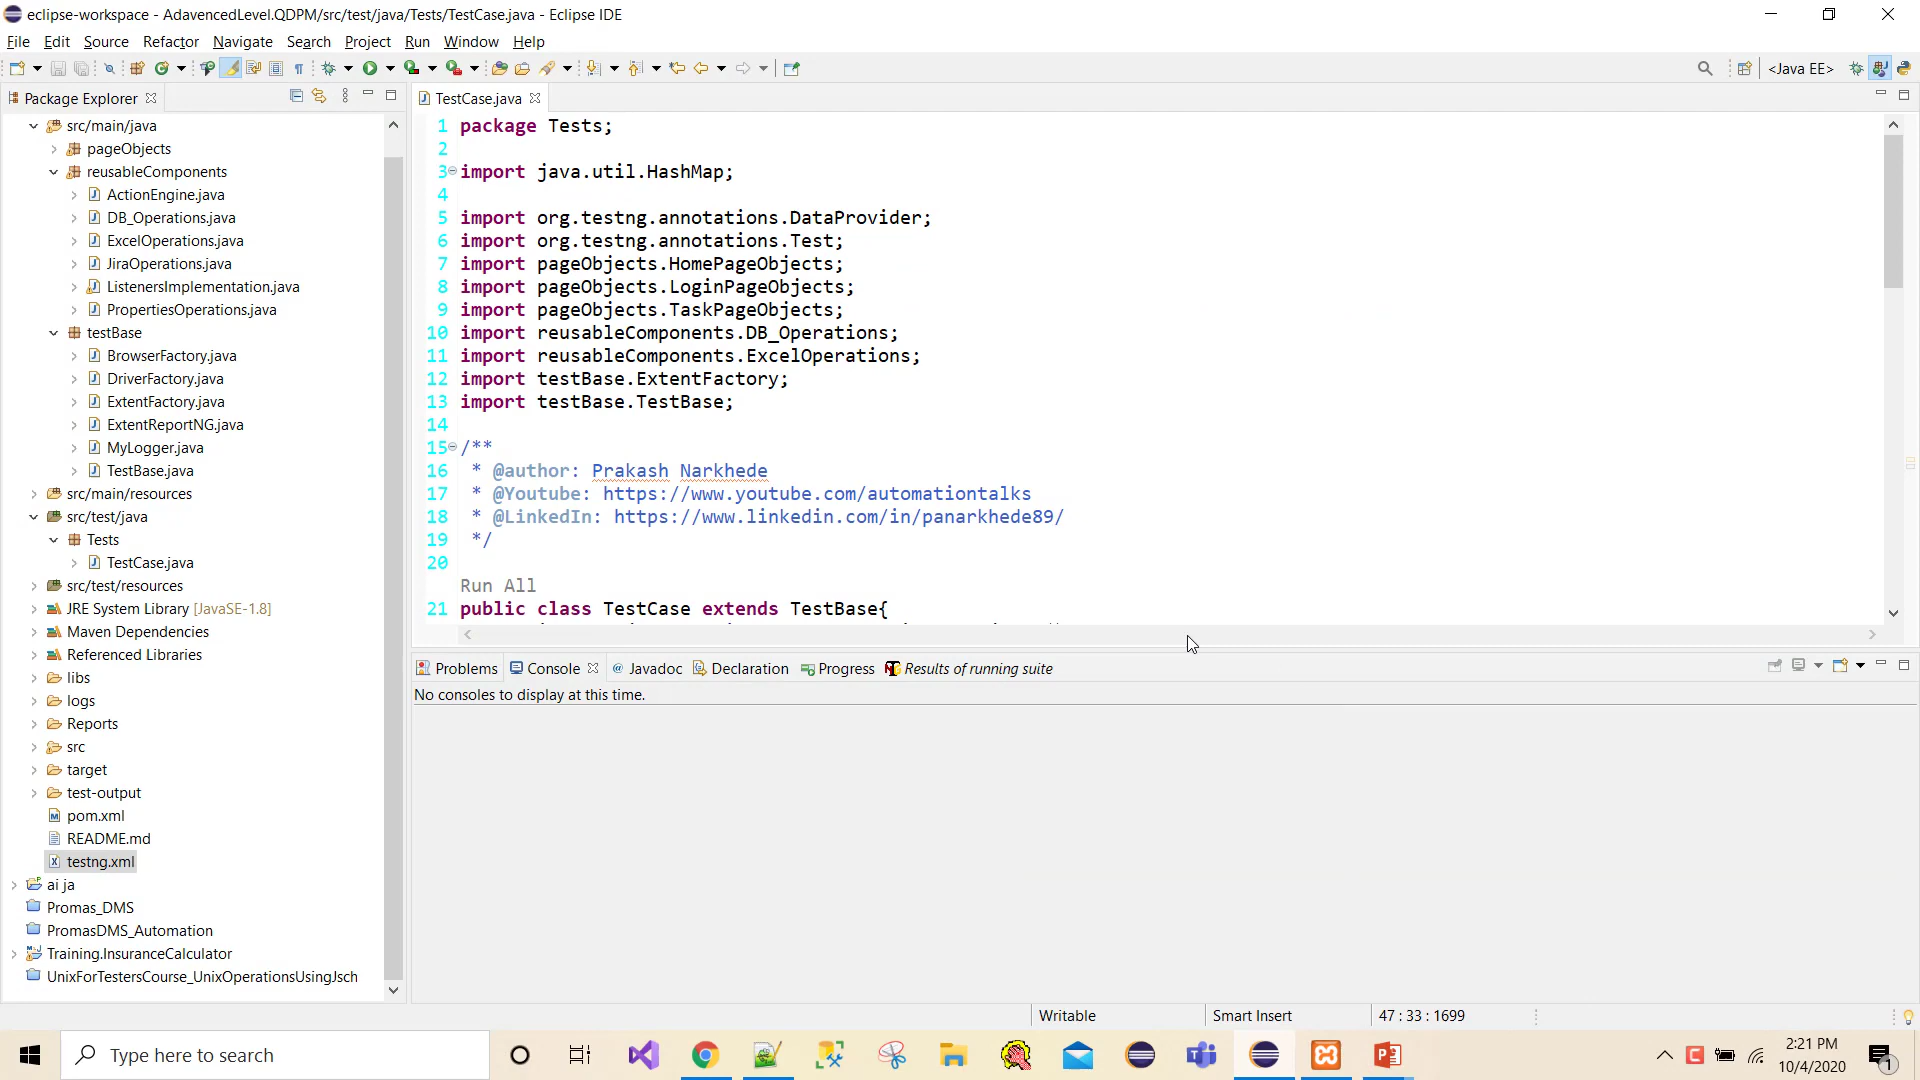 eclipse-workspace - AdavencedLevel.QDPM/src/test/java/Tests/TestCase.java - Eclipse IDE
File Edit Source Refactor Navigate Search Project Run Window Help
<Java EE>
Package Explorer
src/main/java
pageObjects
reusableComponents
ActionEngine.java
DB_Operations.java
ExcelOperations.java
JiraOperations.java
ListenersImplementation.java
PropertiesOperations.java
testBase
BrowserFactory.java
DriverFactory.java
ExtentFactory.java
ExtentReportNG.java
MyLogger.java
TestBase.java
src/main/resources
src/test/java
Tests
TestCase.java
src/test/resources
JRE System Library [JavaSE-1.8]
Maven Dependencies
Referenced Libraries
libs
logs
Reports
src
target
test-output
pom.xml
README.md
testng.xml
ai ja
Promas_DMS
PromasDMS_Automation
Training.InsuranceCalculator
UnixForTestersCourse_UnixOperationsUsingJsch
TestCase.java
1 package Tests;
2
3 import java.util.HashMap;
4
5 import org.testng.annotations.DataProvider;
6 import org.testng.annotations.Test;
7 import pageObjects.HomePageObjects;
8 import pageObjects.LoginPageObjects;
9 import pageObjects.TaskPageObjects;
10 import reusableComponents.DB_Operations;
11 import reusableComponents.ExcelOperations;
12 import testBase.ExtentFactory;
13 import testBase.TestBase;
14
15 /**
16 * @author: Prakash Narkhede
17 * @Youtube: https://www.youtube.com/automationtalks
18 * @LinkedIn: https://www.linkedin.com/in/panarkhede89/
19 */
20
Run All
21 public class TestCase extends TestBase{
Problems Console Javadoc Declaration Progress Results of running suite
No consoles to display at this time.
Writable Smart Insert 47 : 33 : 1699
Type here to search
2:21 PM
10/4/2020
1